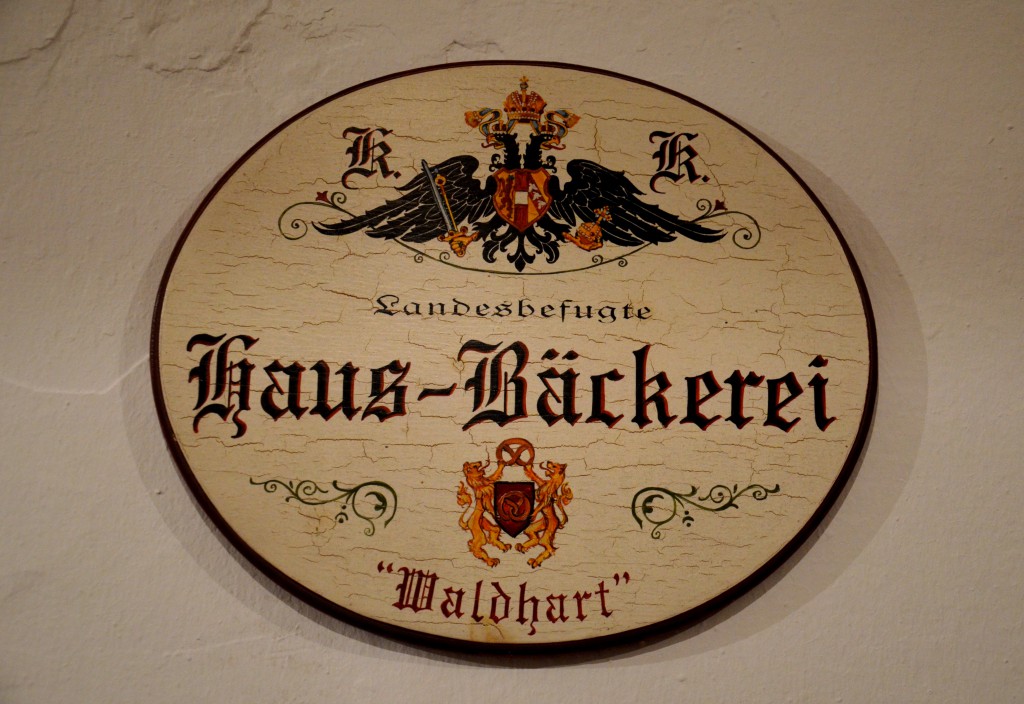 K. K.
Landesbefugte
Haus-Bäckerei
"Waldhart"